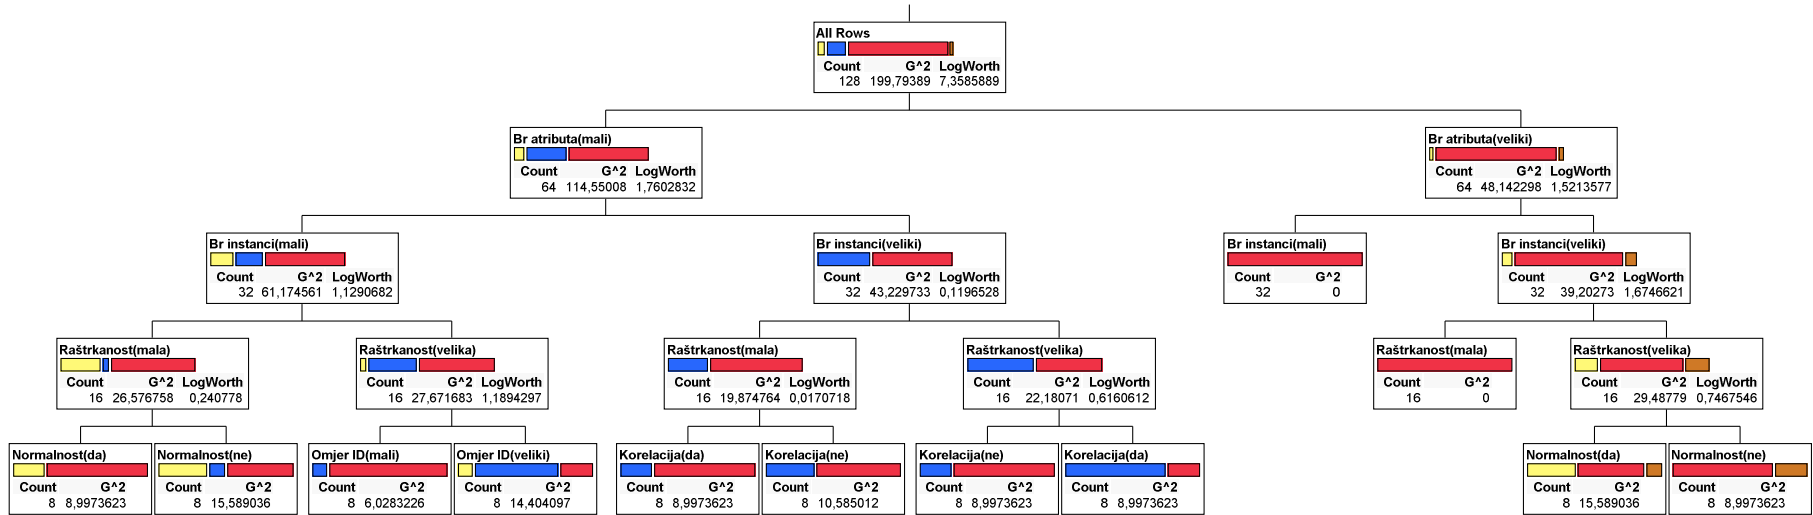 All Rows
Count G^2 LogWorth
128 199,79389 7,3585889
Br atributa(mali)
Count G^2 LogWorth
64 114,55008 1,7602832
Br atributa(veliki)
Count G^2 LogWorth
64 48,142298 1,5213577
Br instanci(mali)
Count G^2 LogWorth
32 61,174561 1,1290682
Br instanci(veliki)
Count G^2 LogWorth
32 43,229733 0,1196528
Br instanci(mali)
Count G^2
32 0
Br instanci(veliki)
Count G^2 LogWorth
32 39,20273 1,6746621
Raštrkanost(mala)
Count G^2 LogWorth
16 26,576758 0,240778
Raštrkanost(velika)
Count G^2 LogWorth
16 27,671683 1,1894297
Raštrkanost(mala)
Count G^2 LogWorth
16 19,874764 0,0170718
Raštrkanost(velika)
Count G^2 LogWorth
16 22,18071 0,6160612
Raštrkanost(mala)
Count G^2
16 0
Raštrkanost(velika)
Count G^2 LogWorth
16 29,48779 0,7467546
Normalnost(da)
Count G^2
8 8,9973623
Normalnost(ne)
Count G^2
8 15,589036
Omjer ID(mali)
Count G^2
8 6,0283226
Omjer ID(veliki)
Count G^2
8 14,404097
Korelacija(da)
Count G^2
8 8,9973623
Korelacija(ne)
Count G^2
8 10,585012
Korelacija(ne)
Count G^2
8 8,9973623
Korelacija(da)
Count G^2
8 8,9973623
Normalnost(da)
Count G^2
8 15,589036
Normalnost(ne)
Count G^2
8 8,9973623